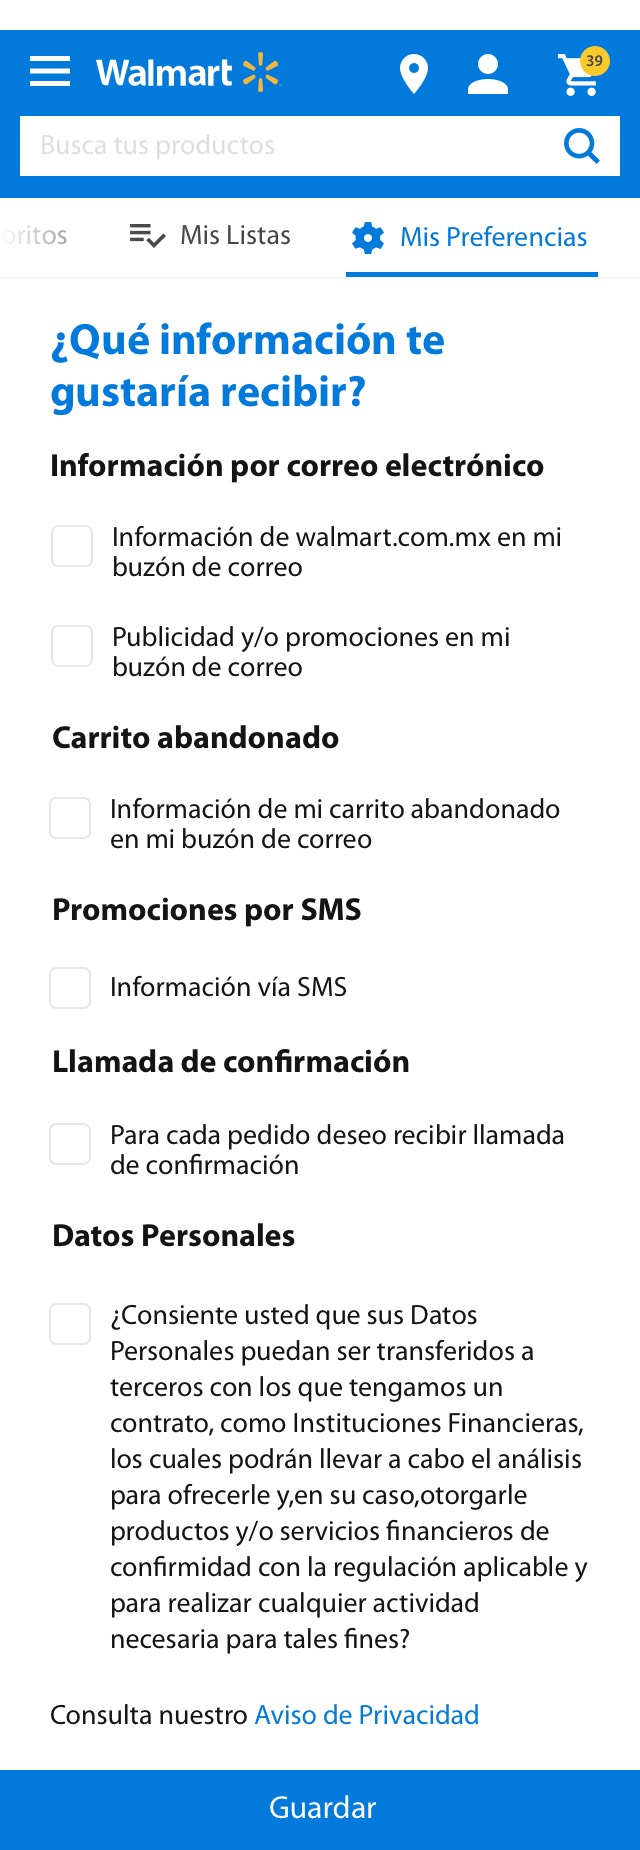 Walmart
39
Busca tus productos
oritos
Mis Listas
Mis Preferencias
¿Qué información te
gustaría recibir?
Información por correo electrónico
Información de walmart.com.mx en mi
buzón de correo
Publicidad y/o promociones en mi
buzón de correo
Carrito abandonado
Información de mi carrito abandonado
en mi buzón de correo
Promociones por SMS
Información vía SMS
Llamada de confirmación
Para cada pedido deseo recibir llamada
de confirmación
Datos Personales
¿Consiente usted que sus Datos
Personales puedan ser transferidos a
terceros con los que tengamos un
contrato, como Instituciones Financieras,
los cuales podrán llevar a cabo el análisis
para ofrecerle y,en su caso,otorgarle
productos y/o servicios financieros de
confirmidad con la regulación aplicable y
para realizar cualquier actividad
necesaria para tales fines?
Consulta nuestro Aviso de Privacidad
Guardar